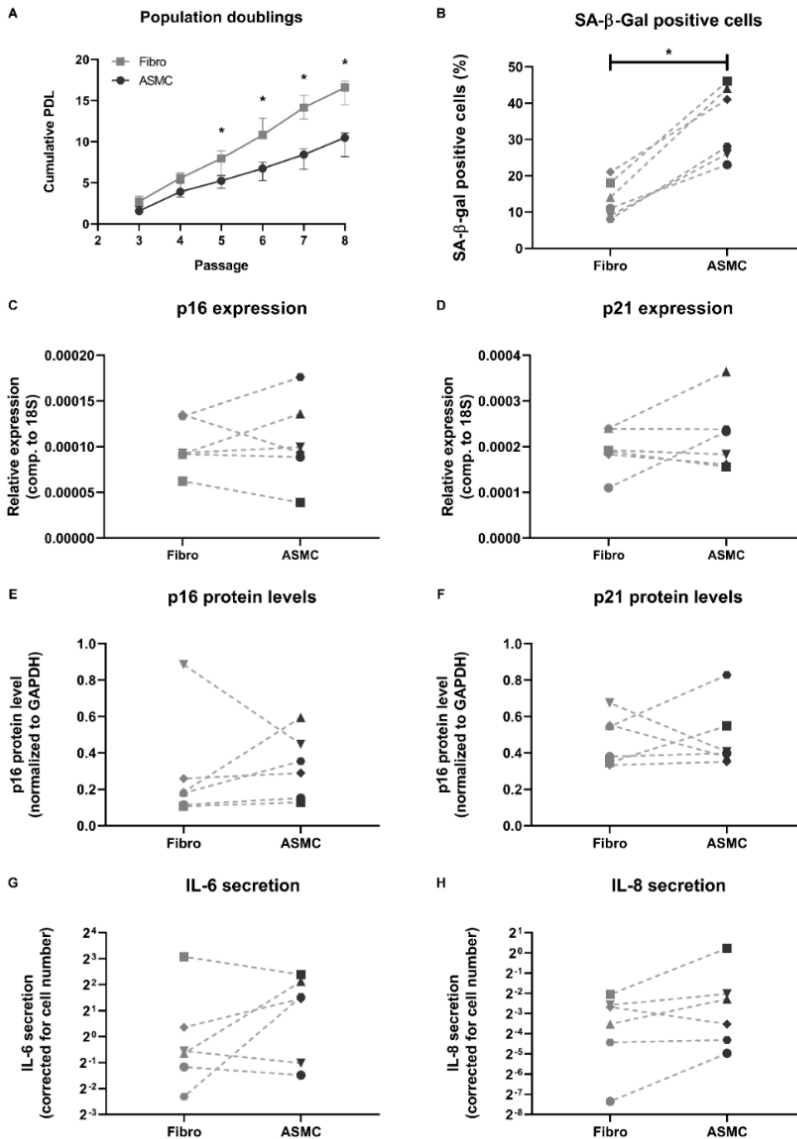 A
Population doublings
Fibro
ASMC
Cumulative PDL
20
15
10
5
0
2 3 4 5 6 7 8
* * * *
Passage
B
SA-β-Gal positive cells
*
SA-β-gal positive cells (%)
50
40
30
20
10
0
Fibro ASMC
C
p16 expression
Relative expression
(comp. to 18S)
0.00020
0.00015
0.00010
0.00005
0.00000
Fibro ASMC
D
p21 expression
Relative expression
(comp. to 18S)
0.0004
0.0003
0.0002
0.0001
0.0000
Fibro ASMC
E
p16 protein levels
p16 protein level
(normalized to GAPDH)
1.0
0.8
0.6
0.4
0.2
0.0
Fibro ASMC
F
p21 protein levels
p16 protein level
(normalized to GAPDH)
1.0
0.8
0.6
0.4
0.2
0.0
Fibro ASMC
G
IL-6 secretion
IL-6 secretion
(corrected for cell number)
2⁴
2³
2²
2¹
2⁰
2⁻¹
2⁻²
2⁻³
Fibro ASMC
H
IL-8 secretion
IL-8 secretion
(corrected for cell number)
2¹
2⁰
2⁻¹
2⁻²
2⁻³
2⁻⁴
2⁻⁵
2⁻⁶
2⁻⁷
2⁻⁸
Fibro ASMC